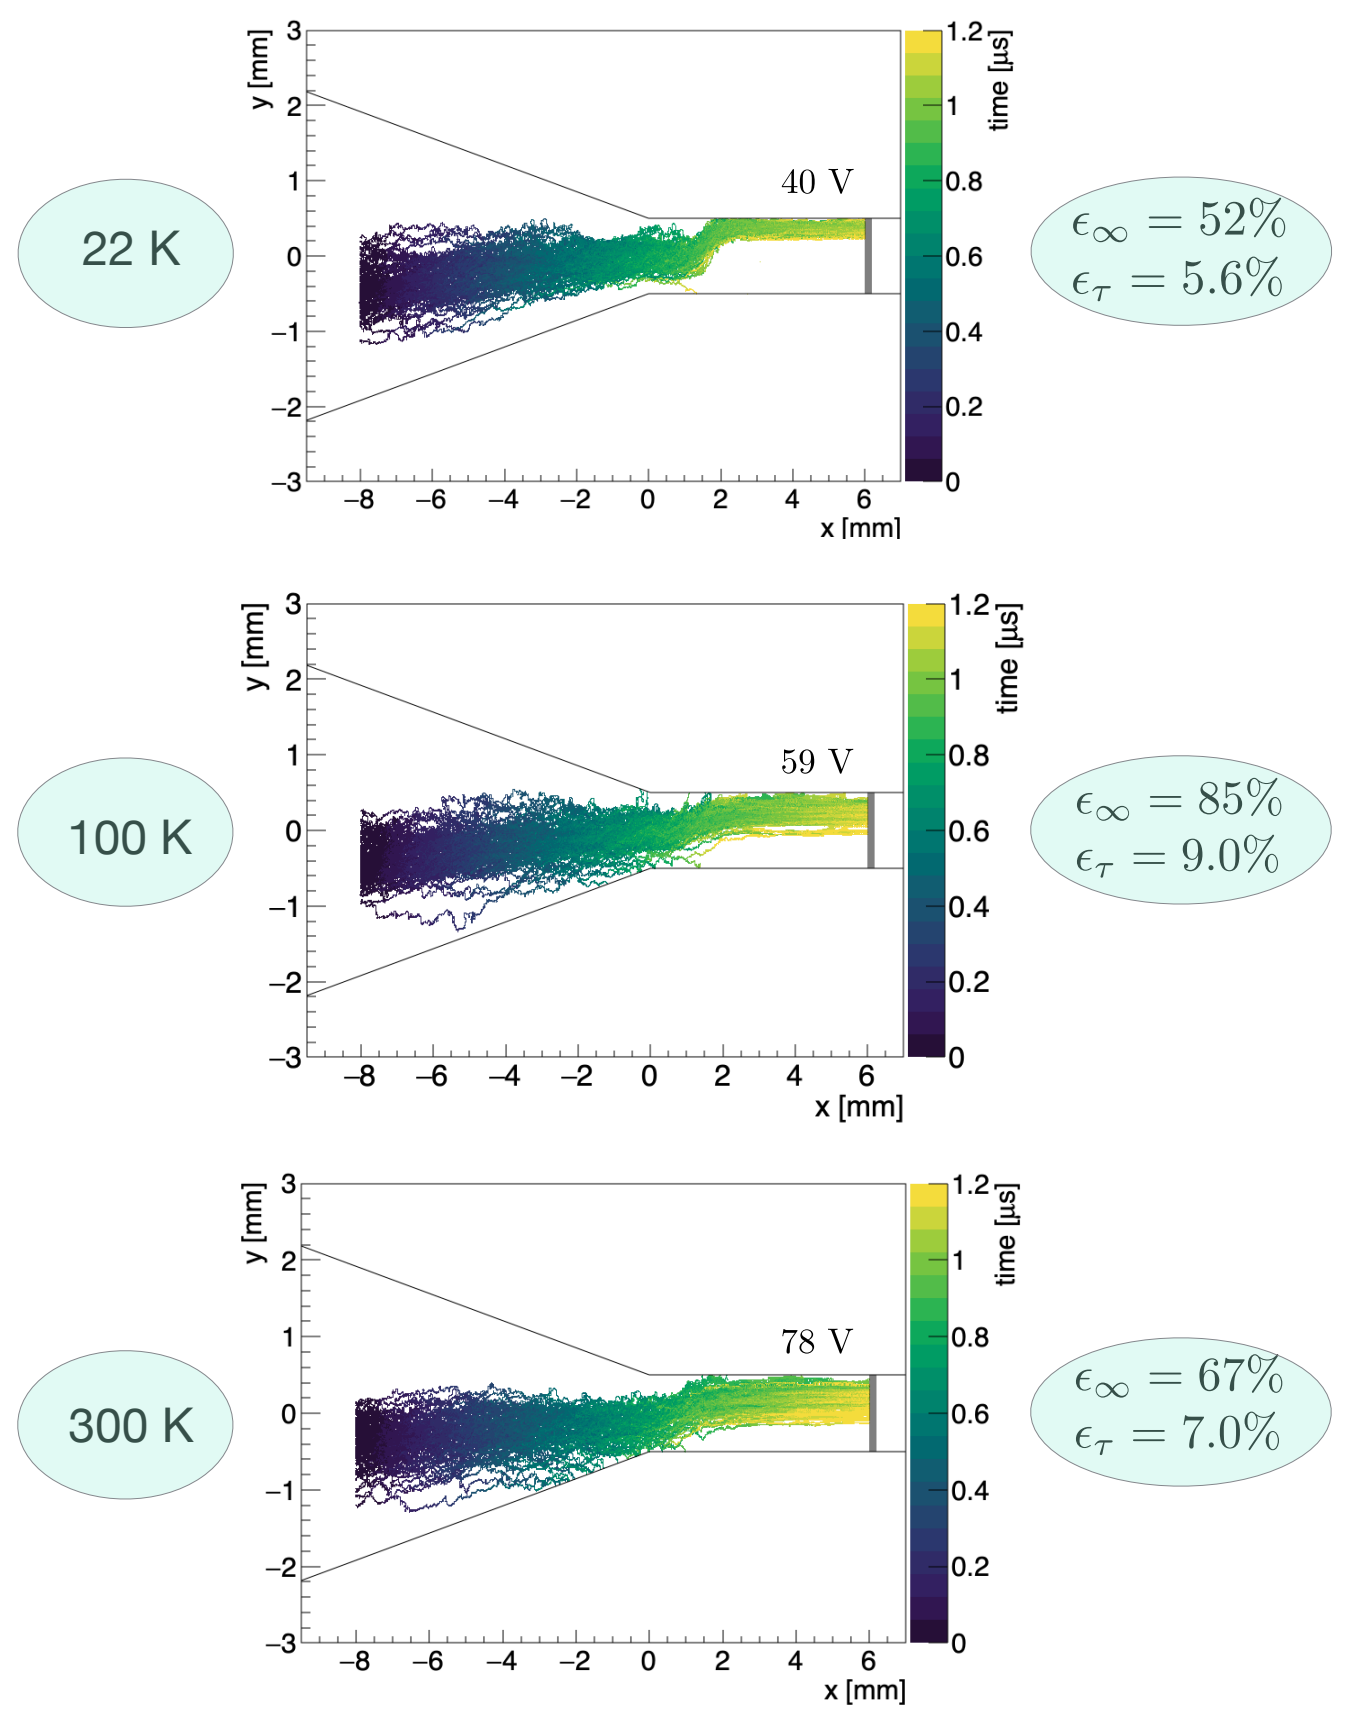 22 K
y [mm]
3
2
1
0
−1
−2
−3
−8 −6 −4 −2 0 2 4 6
x [mm]
40 V
1.2
1
0.8
0.6
0.4
0.2
0
time [µs]
ϵ∞ = 52%
ϵτ = 5.6%
100 K
y [mm]
3
2
1
0
−1
−2
−3
−8 −6 −4 −2 0 2 4 6
x [mm]
59 V
1.2
1
0.8
0.6
0.4
0.2
0
time [µs]
ϵ∞ = 85%
ϵτ = 9.0%
300 K
y [mm]
3
2
1
0
−1
−2
−3
−8 −6 −4 −2 0 2 4 6
x [mm]
78 V
1.2
1
0.8
0.6
0.4
0.2
0
time [µs]
ϵ∞ = 67%
ϵτ = 7.0%